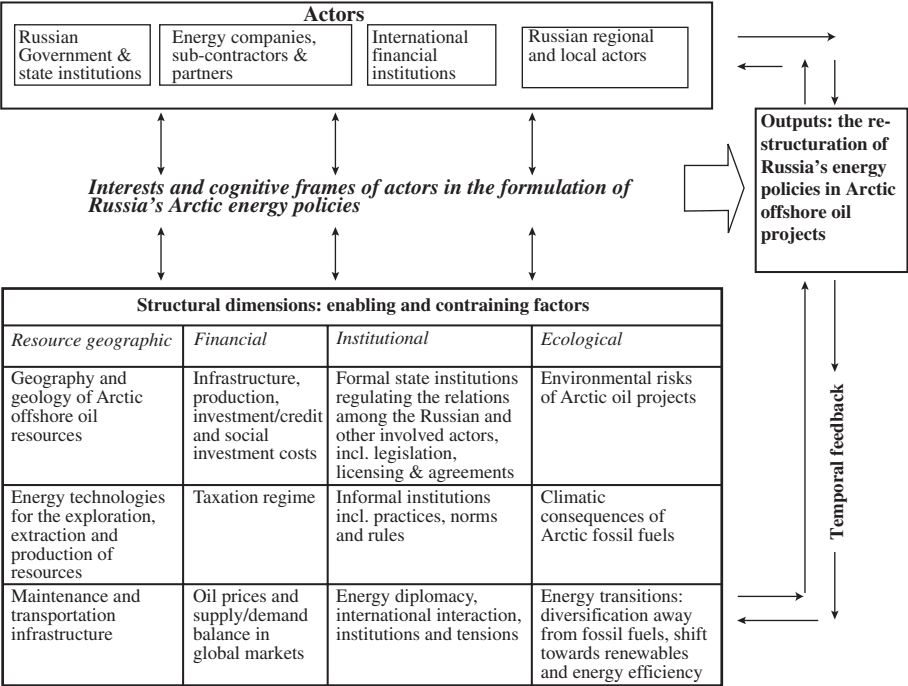 Actors
Russian
Government &
state institutions
Energy companies,
sub-contractors &
partners
International
financial
institutions
Russian regional
and local actors
Interests and cognitive frames of actors in the formulation of
Russia's Arctic energy policies
Outputs: the re-
structuration of
Russia's energy
policies in Arctic
offshore oil
projects
Structural dimensions: enabling and contraining factors
Resource geographic
Financial
Institutional
Ecological
Geography and
geology of Arctic
offshore oil
resources
Infrastructure,
production,
investment/credit
and social
investment costs
Formal state institutions
regulating the relations
among the Russian and
other involved actors,
incl. legislation,
licensing & agreements
Environmental risks
of Arctic oil projects
Energy technologies
for the exploration,
extraction and
production of
resources
Taxation regime
Informal institutions
incl. practices, norms
and rules
Climatic
consequences of
Arctic fossil fuels
Maintenance and
transportation
infrastructure
Oil prices and
supply/demand
balance in
global markets
Energy diplomacy,
international interaction,
institutions and tensions
Energy transitions:
diversification away
from fossil fuels, shift
towards renewables
and energy efficiency
Temporal feedback